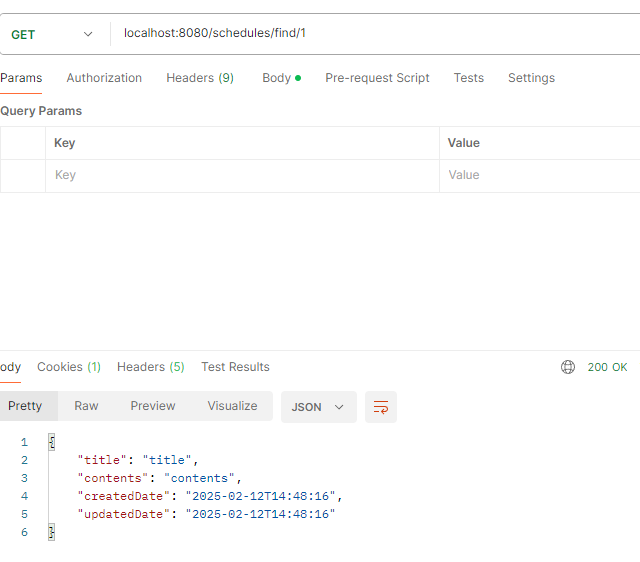 GET localhost:8080/schedules/find/1
Params Authorization Headers (9) Body Pre-request Script Tests Settings
Query Params
Key Value
Key Value
ody Cookies (1) Headers (5) Test Results 200 OK
Pretty Raw Preview Visualize JSON
1 {
2 "title": "title",
3 "contents": "contents",
4 "createdDate": "2025-02-12T14:48:16",
5 "updatedDate": "2025-02-12T14:48:16"
6 }